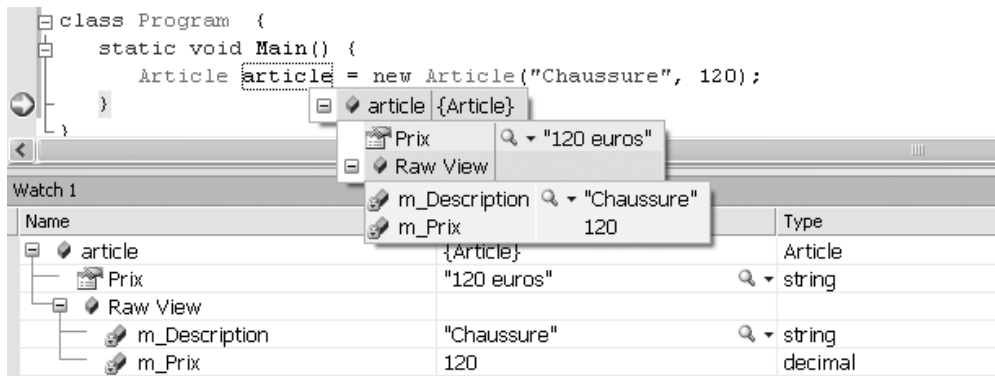 class Program {
static void Main() {
Article article = new Article("Chaussure", 120);
}
}
article {Article}
Prix "120 euros"
Raw View
m_Description "Chaussure"
m_Prix 120
Watch 1
Name Type
article {Article} Article
Prix "120 euros" string
Raw View
m_Description "Chaussure" string
m_Prix 120 decimal